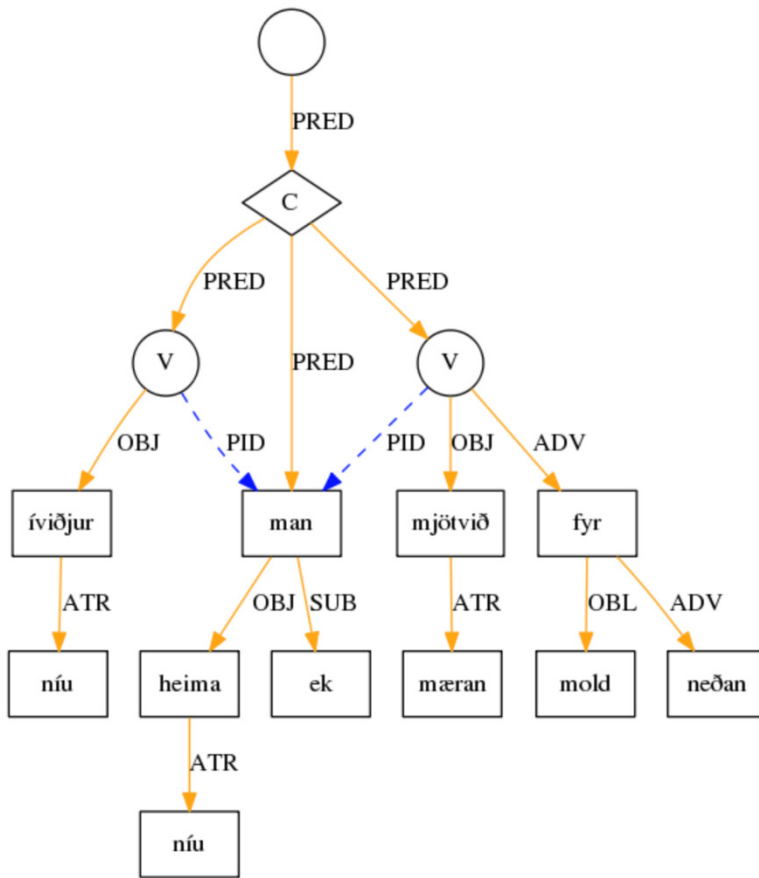 PRED
C
PRED PRED PRED
V V
OBJ PID PID OBJ ADV
íviðjur man mjötvið fyr
ATR OBJ SUB ATR OBL ADV
níu heima ek mæran mold neðan
ATR
níu